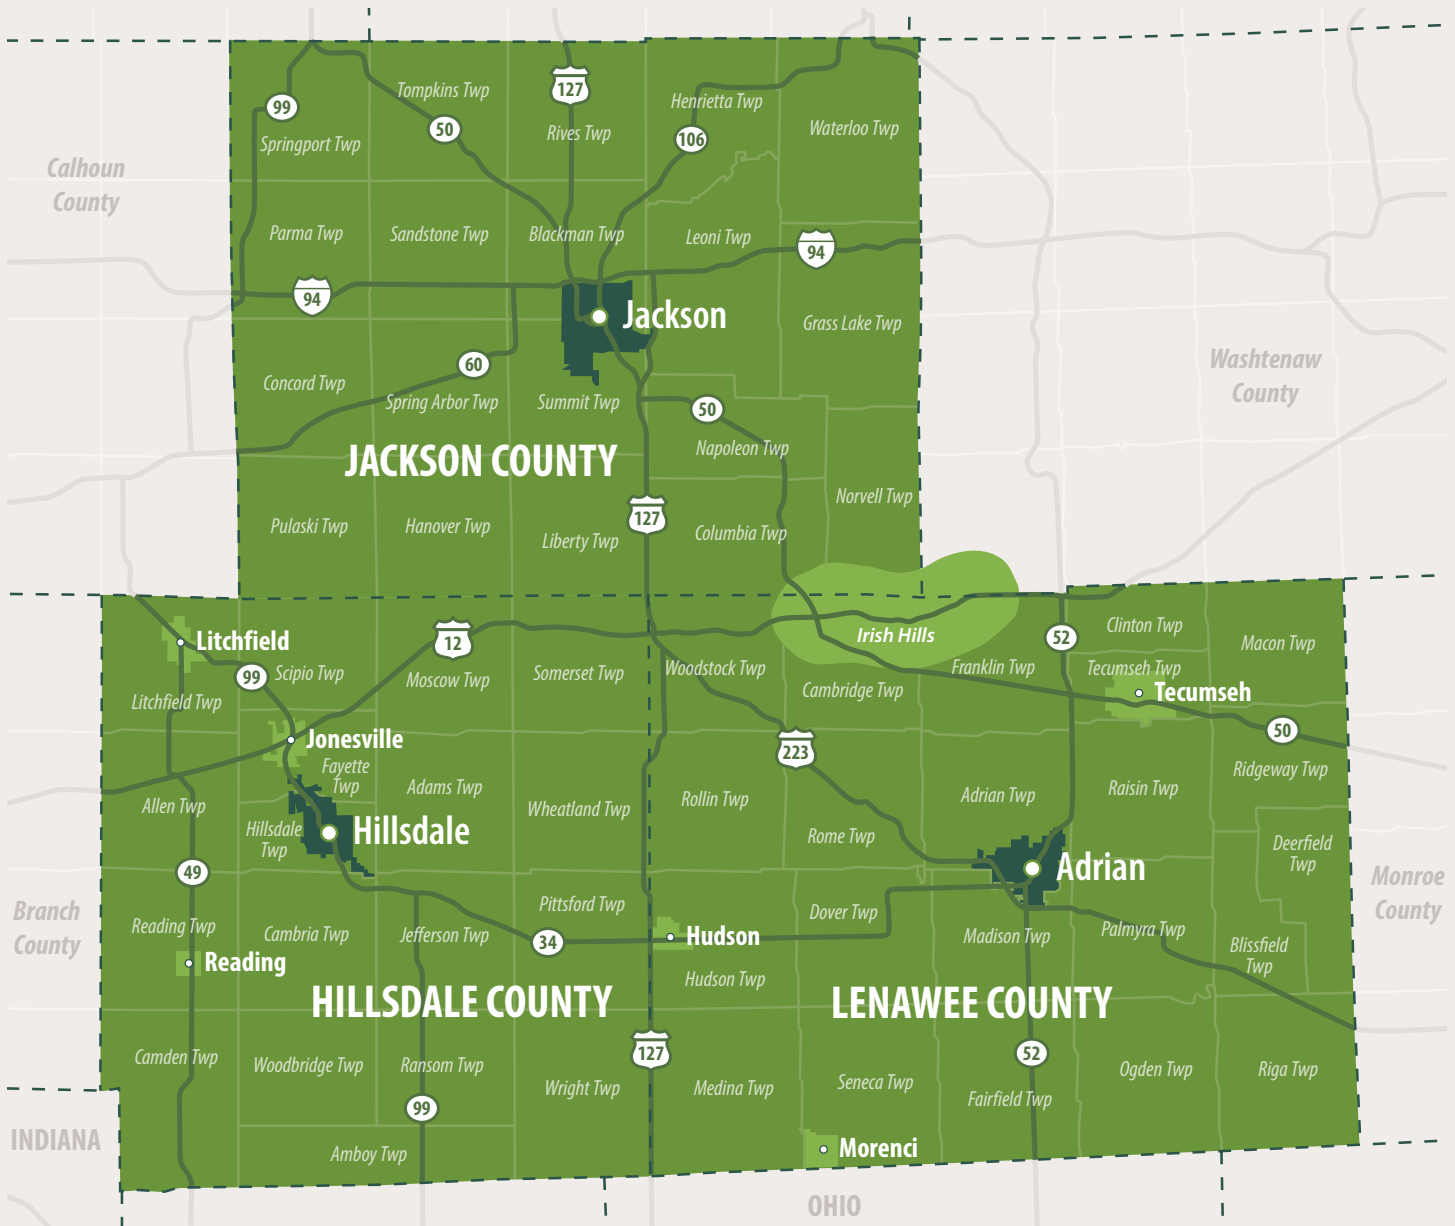 127
Tompkins Twp
99
Henrietta Twp
50
Waterloo Twp
Rives Twp
106
Springport Twp
Calhoun
County
Parma Twp
Sandstone Twp
Blackman Twp
Leoni Twp
94
94
Jackson
Grass Lake Twp
Washtenaw
County
60
Concord Twp
Spring Arbor Twp
Summit Twp
50
Napoleon Twp
JACKSON COUNTY
Norvell Twp
127
Pulaski Twp
Hanover Twp
Liberty Twp
Columbia Twp
Litchfield
12
Irish Hills
52
Clinton Twp
Macon Twp
Scipio Twp
99
Moscow Twp
Somerset Twp
Woodstock Twp
Franklin Twp
Tecumseh Twp
Litchfield Twp
Cambridge Twp
Tecumseh
Jonesville
223
50
Fayette
Twp
Ridgeway Twp
Allen Twp
Adams Twp
Wheatland Twp
Rollin Twp
Adrian Twp
Raisin Twp
Hillsdale
Twp
Hillsdale
Rome Twp
Deerfield
Twp
49
Adrian
Monroe
County
Branch
County
Reading Twp
Cambria Twp
Jefferson Twp
Pittsford Twp
34
Hudson
Dover Twp
Madison Twp
Palmyra Twp
Blissfield
Twp
Reading
Hudson Twp
HILLSDALE COUNTY
LENAWEE COUNTY
Camden Twp
Woodbridge Twp
Ransom Twp
127
52
Wright Twp
Medina Twp
Seneca Twp
Fairfield Twp
Ogden Twp
Riga Twp
99
INDIANA
Amboy Twp
Morenci
OHIO